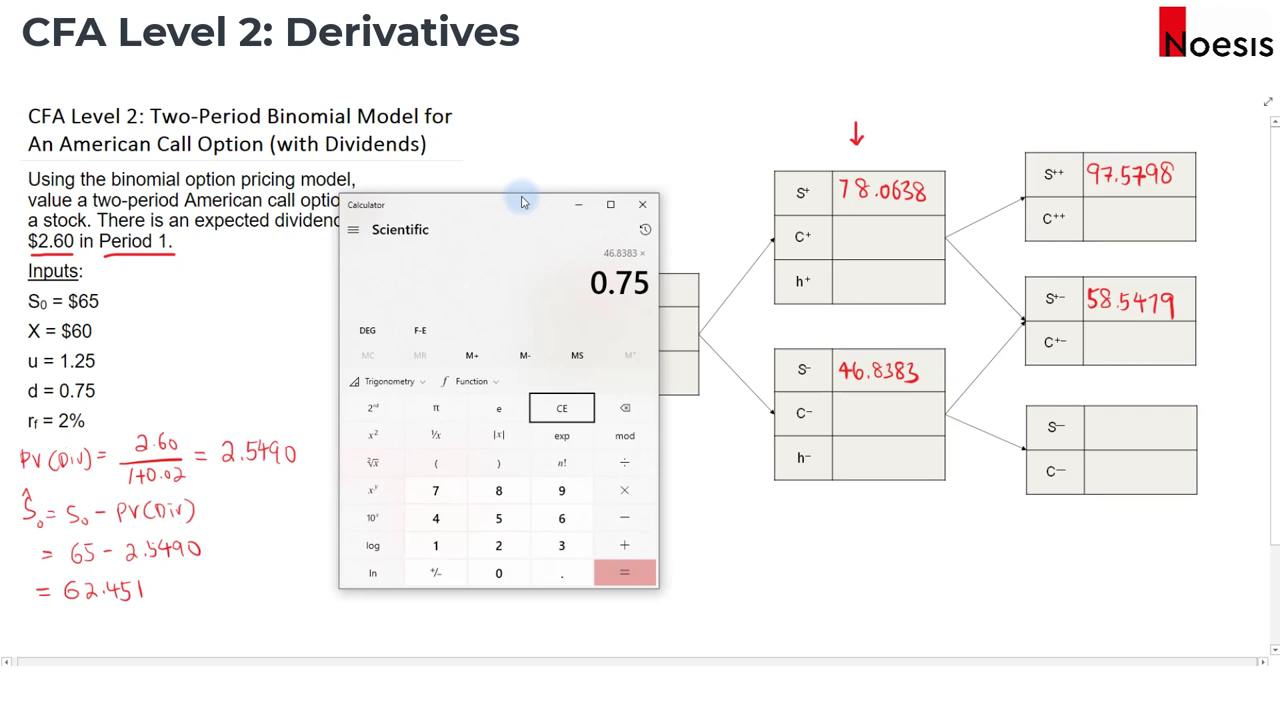 CFA Level 2: Derivatives
Noesis
CFA Level 2: Two-Period Binomial Model for
An American Call Option (with Dividends)
Using the binomial option pricing model,
value a two-period American call optio
a stock. There is an expected dividend
$2.60 in Period 1.
Inputs:
S0 = $65
X = $60
u = 1.25
d = 0.75
rf = 2%
PV(Div) = 2.60 / 1+0.02 = 2.5490
Ŝ0 = S0 - PV(Div)
= 65 - 2.5490
= 62.451
Calculator
Scientific
46.8383 ×
0.75
DEG F-E
MC MR M+ M- MS M˅
Trigonometry Function
2ⁿᵈ π e CE
x² ¹/x |x| exp mod
²√x ( ) n! ÷
xʸ 7 8 9 ×
10ˣ 4 5 6 −
log 1 2 3 +
ln +/− 0 . =
↓
S⁺ 78.0638
C⁺
h⁺
S⁻ 46.8383
C⁻
h⁻
S⁺⁺ 97.5798
C⁺⁺
S⁺⁻ 58.5479
C⁺⁻
S⁻⁻
C⁻⁻